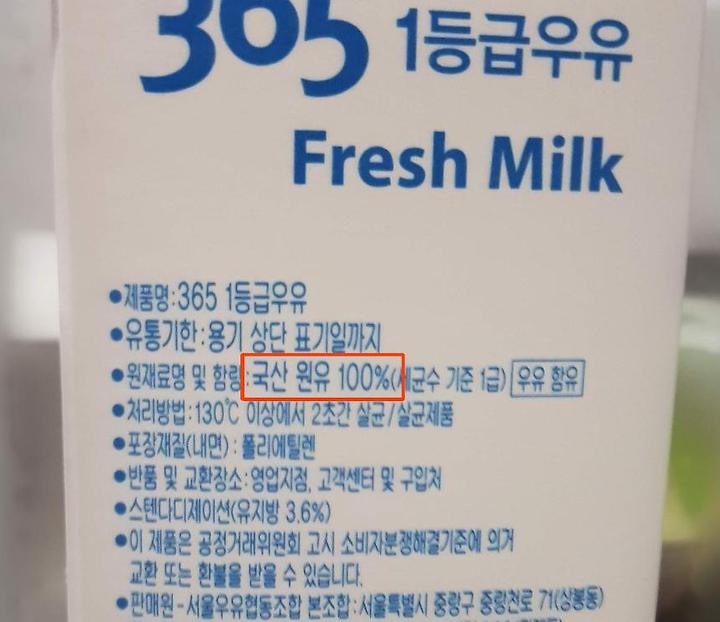 365 1등급우유
Fresh Milk
●제품명:365 1등급우유
●유통기한:용기 상단 표기일까지
●원재료명 및 함량:국산 원유 100%(세균수 기준 1급) 우유 함유
●처리방법:130℃ 이상에서 2초간 살균/살균제품
●포장재질(내면):폴리에틸렌
●반품 및 교환장소:영업지점, 고객센터 및 구입처
●스텐다디제이션(유지방 3.6%)
●이 제품은 공정거래위원회 고시 소비자분쟁해결기준에 의거
교환 또는 환불을 받을 수 있습니다.
●판매원-서울우유협동조합 본조합:서울특별시 중랑구 중랑천로 71(상봉동)